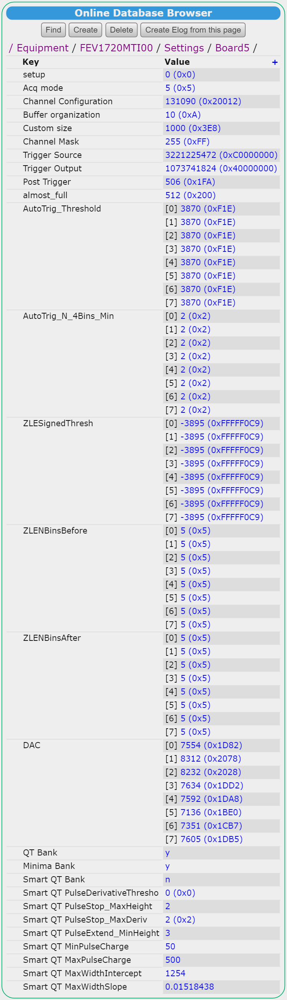 Online Database Browser
Find Create Delete Create Elog from this page
/ Equipment / FEV1720MTI00 / Settings / Board5 /
Key Value +
setup 0 (0x0)
Acq mode 5 (0x5)
Channel Configuration 131090 (0x20012)
Buffer organization 10 (0xA)
Custom size 1000 (0x3E8)
Channel Mask 255 (0xFF)
Trigger Source 3221225472 (0xC0000000)
Trigger Output 1073741824 (0x40000000)
Post Trigger 506 (0x1FA)
almost_full 512 (0x200)
AutoTrig_Threshold [0] 3870 (0xF1E)
[1] 3870 (0xF1E)
[2] 3870 (0xF1E)
[3] 3870 (0xF1E)
[4] 3870 (0xF1E)
[5] 3870 (0xF1E)
[6] 3870 (0xF1E)
[7] 3870 (0xF1E)
AutoTrig_N_4Bins_Min [0] 2 (0x2)
[1] 2 (0x2)
[2] 2 (0x2)
[3] 2 (0x2)
[4] 2 (0x2)
[5] 2 (0x2)
[6] 2 (0x2)
[7] 2 (0x2)
ZLESignedThresh [0] -3895 (0xFFFFF0C9)
[1] -3895 (0xFFFFF0C9)
[2] -3895 (0xFFFFF0C9)
[3] -3895 (0xFFFFF0C9)
[4] -3895 (0xFFFFF0C9)
[5] -3895 (0xFFFFF0C9)
[6] -3895 (0xFFFFF0C9)
[7] -3895 (0xFFFFF0C9)
ZLENBinsBefore [0] 5 (0x5)
[1] 5 (0x5)
[2] 5 (0x5)
[3] 5 (0x5)
[4] 5 (0x5)
[5] 5 (0x5)
[6] 5 (0x5)
[7] 5 (0x5)
ZLENBinsAfter [0] 5 (0x5)
[1] 5 (0x5)
[2] 5 (0x5)
[3] 5 (0x5)
[4] 5 (0x5)
[5] 5 (0x5)
[6] 5 (0x5)
[7] 5 (0x5)
DAC [0] 7554 (0x1D82)
[1] 8312 (0x2078)
[2] 8232 (0x2028)
[3] 7634 (0x1DD2)
[4] 7592 (0x1DA8)
[5] 7136 (0x1BE0)
[6] 7351 (0x1CB7)
[7] 7605 (0x1DB5)
QT Bank y
Minima Bank y
Smart QT Bank n
Smart QT PulseDerivativeThresho 0 (0x0)
Smart QT PulseStop_MaxHeight 2
Smart QT PulseStop_MaxDeriv 2 (0x2)
Smart QT PulseExtend_MinHeight 3
Smart QT MinPulseCharge 50
Smart QT MaxPulseCharge 500
Smart QT MaxWidthIntercept 1254
Smart QT MaxWidthSlope 0.01518438